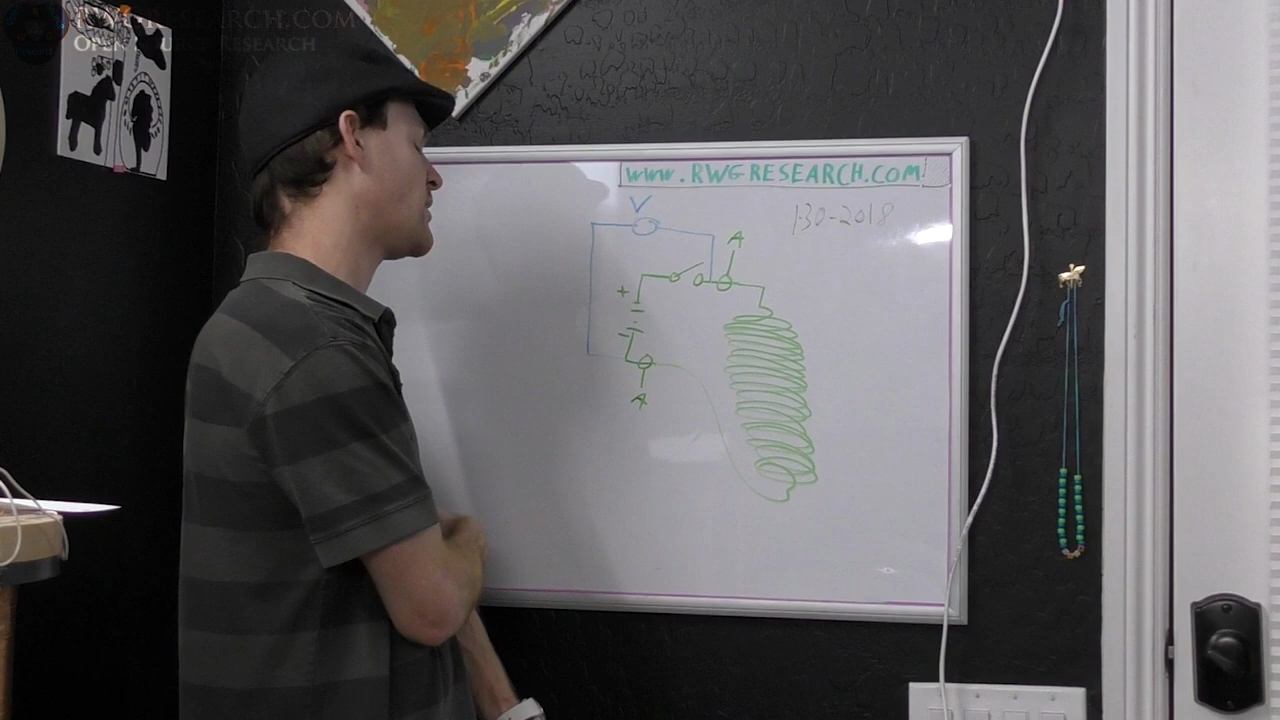 RWGRESEARCH.COM
OPEN SOURCE RESEARCH
www.RWGRESEARCH.COM
1-30-2018
V
A
+
-
A